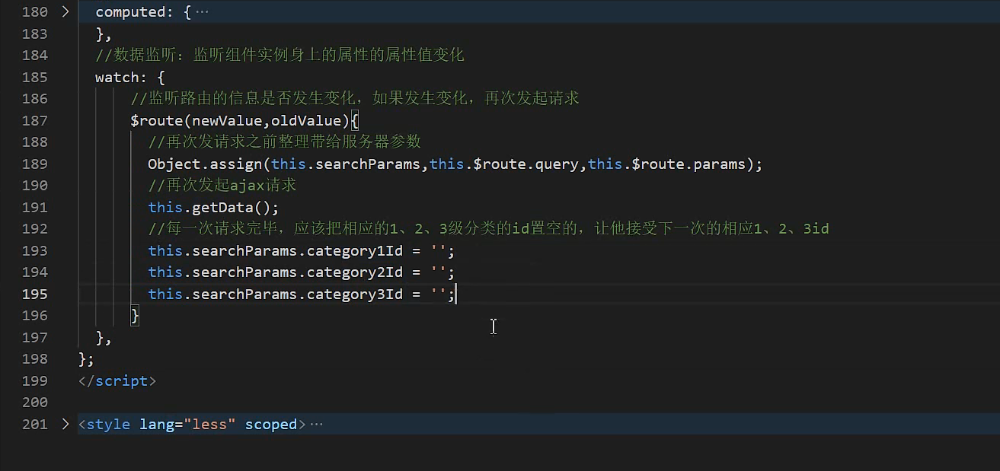 180 > computed: {···
183 },
184 //数据监听：监听组件实例身上的属性的属性值变化
185 watch: {
186 //监听路由的信息是否发生变化，如果发生变化，再次发起请求
187 $route(newValue,oldValue){
188 //再次发请求之前整理带给服务器参数
189 Object.assign(this.searchParams,this.$route.query,this.$route.params);
190 //再次发起ajax请求
191 this.getData();
192 //每一次请求完毕，应该把相应的1、2、3级分类的id置空的，让他接受下一次的相应1、2、3id
193 this.searchParams.category1Id = '';
194 this.searchParams.category2Id = '';
195 this.searchParams.category3Id = '';
196 }
197 },
198 };
199 </script>
200
201 > <style lang="less" scoped>···